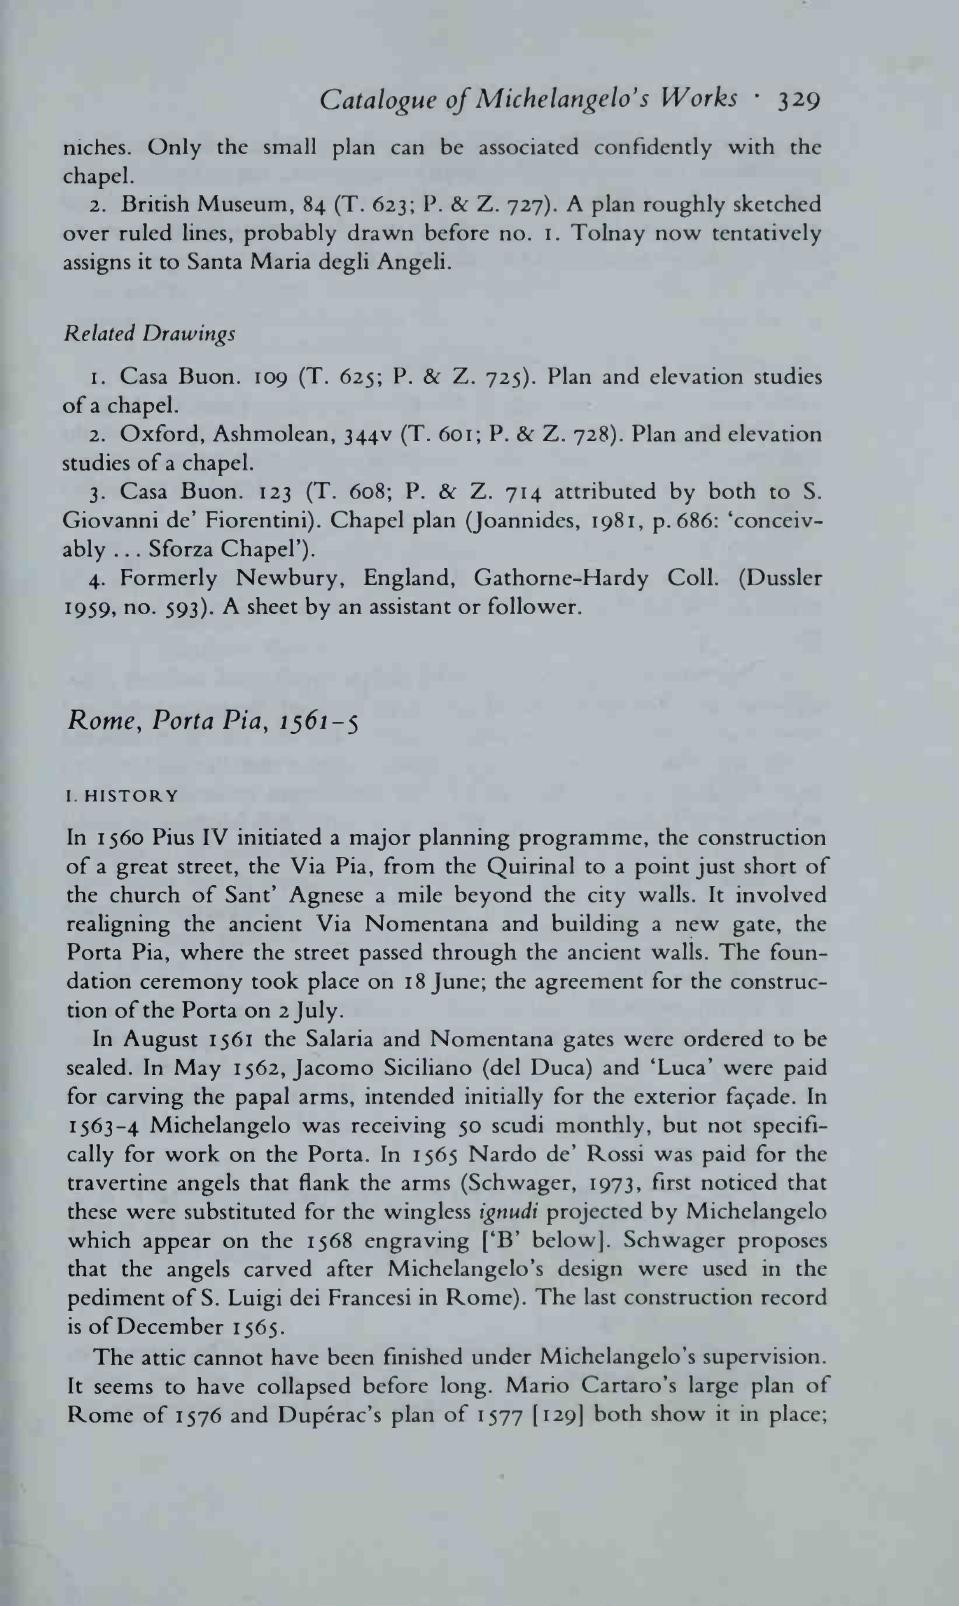 Catalogue of Michelangelo's Works · 329
niches. Only the small plan can be associated confidently with the
chapel.
2. British Museum, 84 (T. 623; P. & Z. 727). A plan roughly sketched
over ruled lines, probably drawn before no. 1. Tolnay now tentatively
assigns it to Santa Maria degli Angeli.
Related Drawings
1. Casa Buon. 109 (T. 625; P. & Z. 725). Plan and elevation studies
of a chapel.
2. Oxford, Ashmolean, 344v (T. 601; P. & Z. 728). Plan and elevation
studies of a chapel.
3. Casa Buon. 123 (T. 608; P. & Z. 714 attributed by both to S.
Giovanni de' Fiorentini). Chapel plan (Joannides, 1981, p. 686: 'conceiv-
ably ... Sforza Chapel').
4. Formerly Newbury, England, Gathorne-Hardy Coll. (Dussler
1959, no. 593). A sheet by an assistant or follower.
Rome, Porta Pia, 1561-5
I. HISTORY
In 1560 Pius IV initiated a major planning programme, the construction
of a great street, the Via Pia, from the Quirinal to a point just short of
the church of Sant' Agnese a mile beyond the city walls. It involved
realigning the ancient Via Nomentana and building a new gate, the
Porta Pia, where the street passed through the ancient walls. The foun-
dation ceremony took place on 18 June; the agreement for the construc-
tion of the Porta on 2 July.
In August 1561 the Salaria and Nomentana gates were ordered to be
sealed. In May 1562, Jacomo Siciliano (del Duca) and 'Luca' were paid
for carving the papal arms, intended initially for the exterior façade. In
1563-4 Michelangelo was receiving 50 scudi monthly, but not specifi-
cally for work on the Porta. In 1565 Nardo de' Rossi was paid for the
travertine angels that flank the arms (Schwager, 1973, first noticed that
these were substituted for the wingless ignudi projected by Michelangelo
which appear on the 1568 engraving ['B' below]. Schwager proposes
that the angels carved after Michelangelo's design were used in the
pediment of S. Luigi dei Francesi in Rome). The last construction record
is of December 1565.
The attic cannot have been finished under Michelangelo's supervision.
It seems to have collapsed before long. Mario Cartaro's large plan of
Rome of 1576 and Dupérac's plan of 1577 [129] both show it in place;